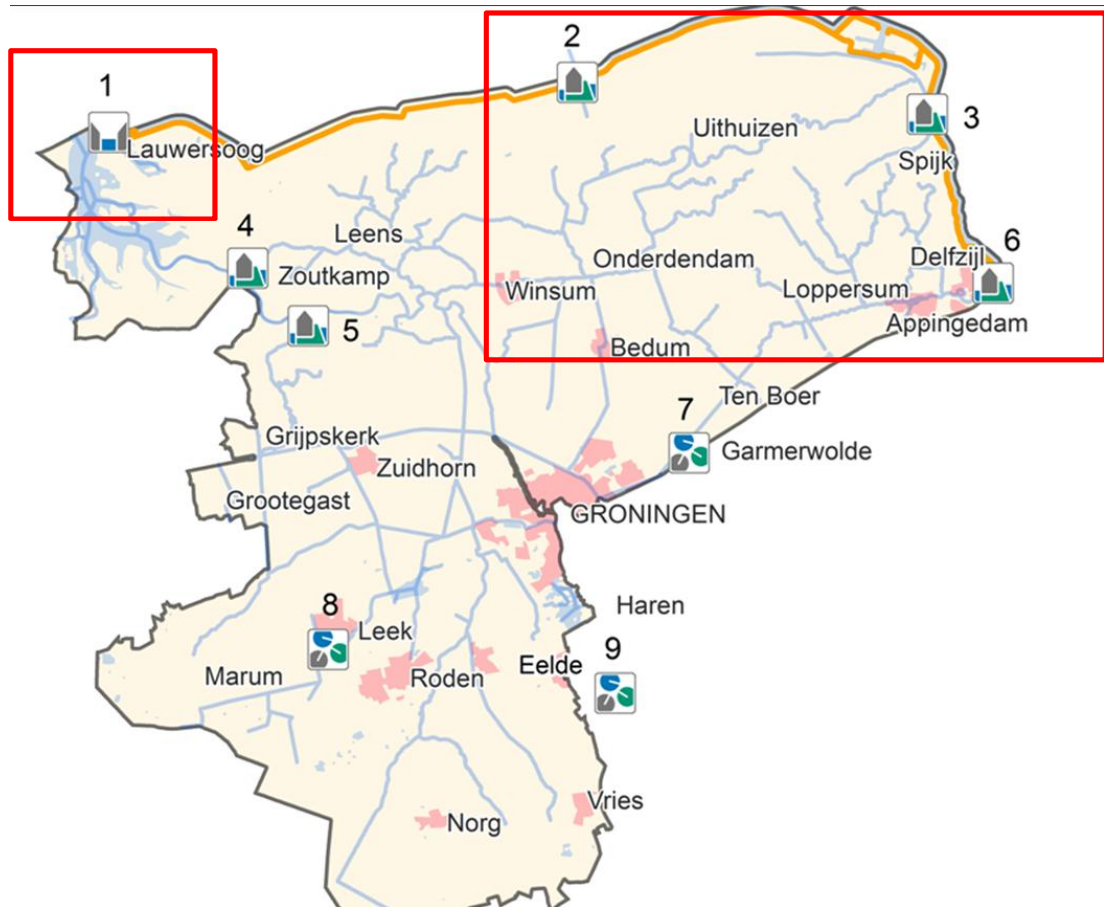 1
2
3
Lauwersoog
Uithuizen
Spijk
4
Leens
Zoutkamp
Onderdendam
Delfzijl
6
Winsum
Loppersum
Appingedam
5
Bedum
Ten Boer
7
Grijpskerk
Zuidhorn
Garmerwolde
Grootegast
GRONINGEN
8
Haren
Leek
9
Marum
Roden
Eelde
Norg
Vries